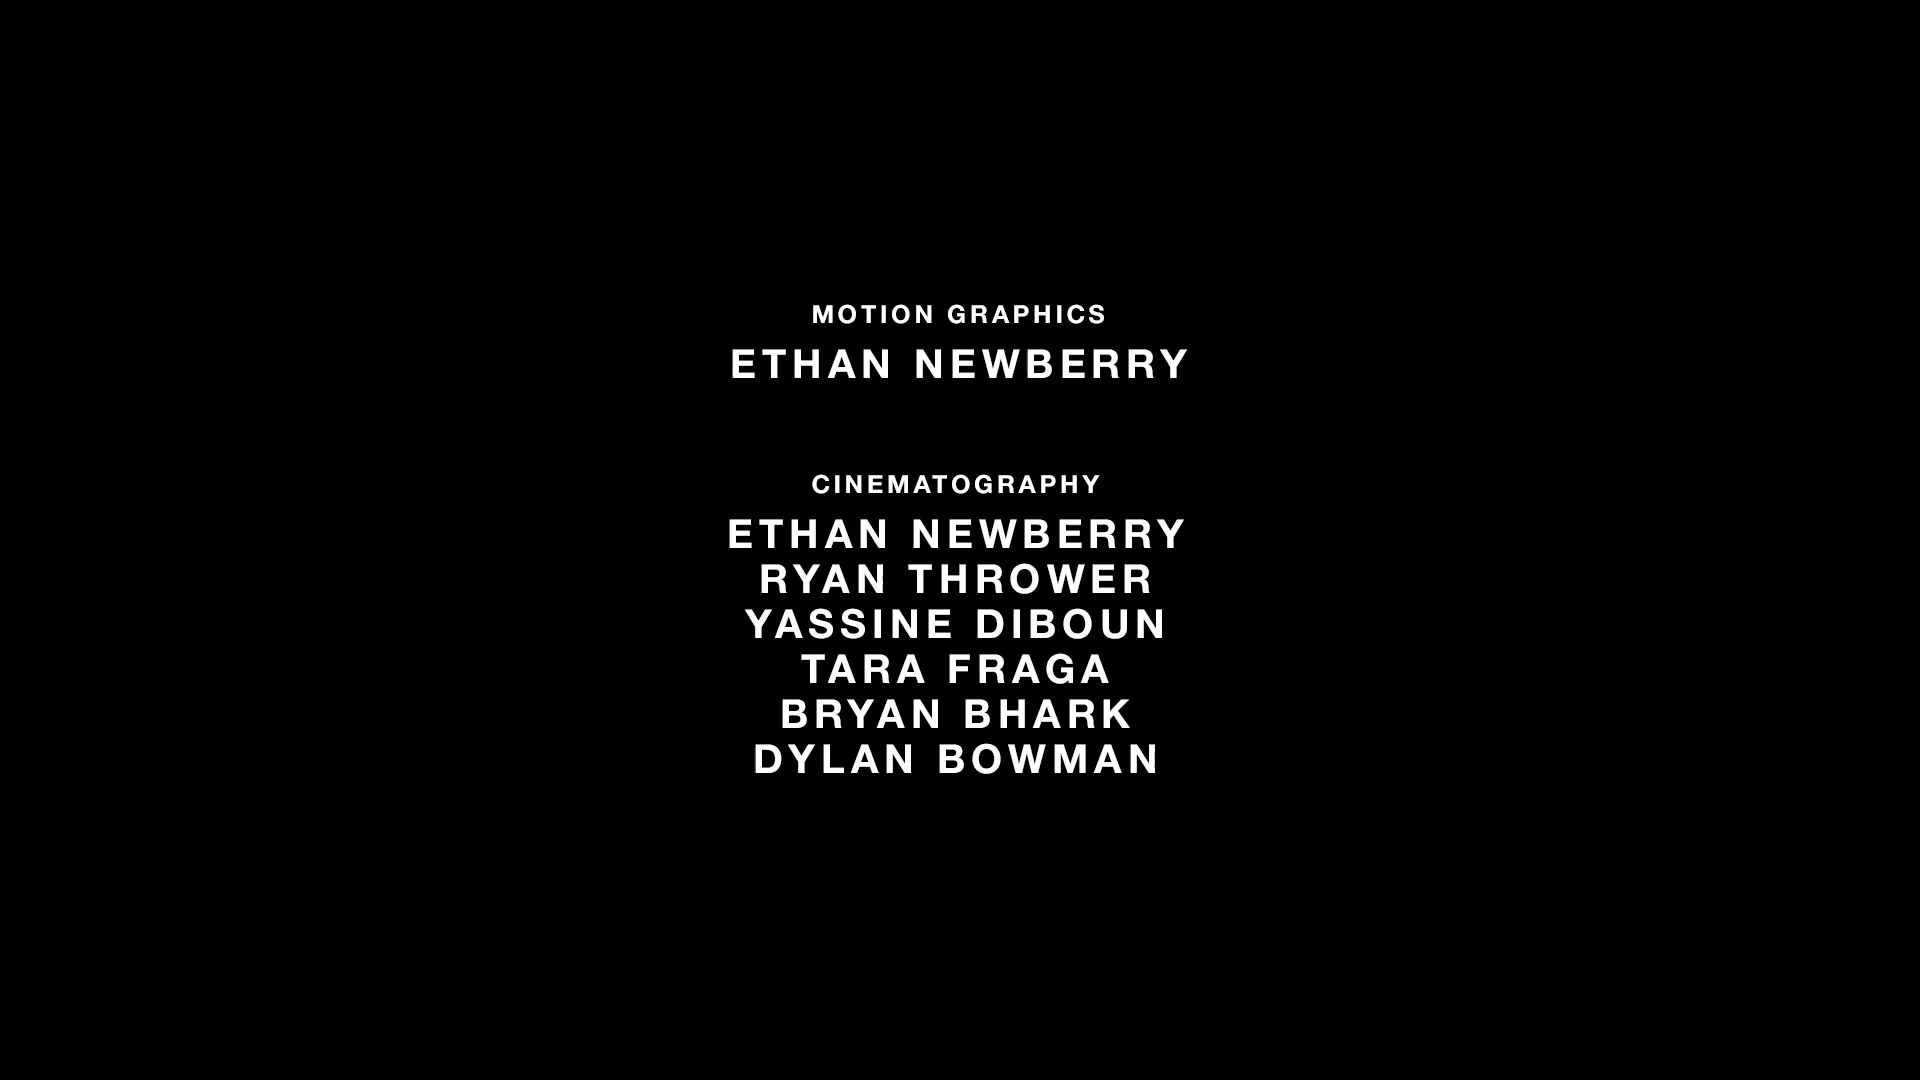 MOTION GRAPHICS
ETHAN NEWBERRY
CINEMATOGRAPHY
ETHAN NEWBERRY
RYAN THROWER
YASSINE DIBOUN
TARA FRAGA
BRYAN BHARK
DYLAN BOWMAN